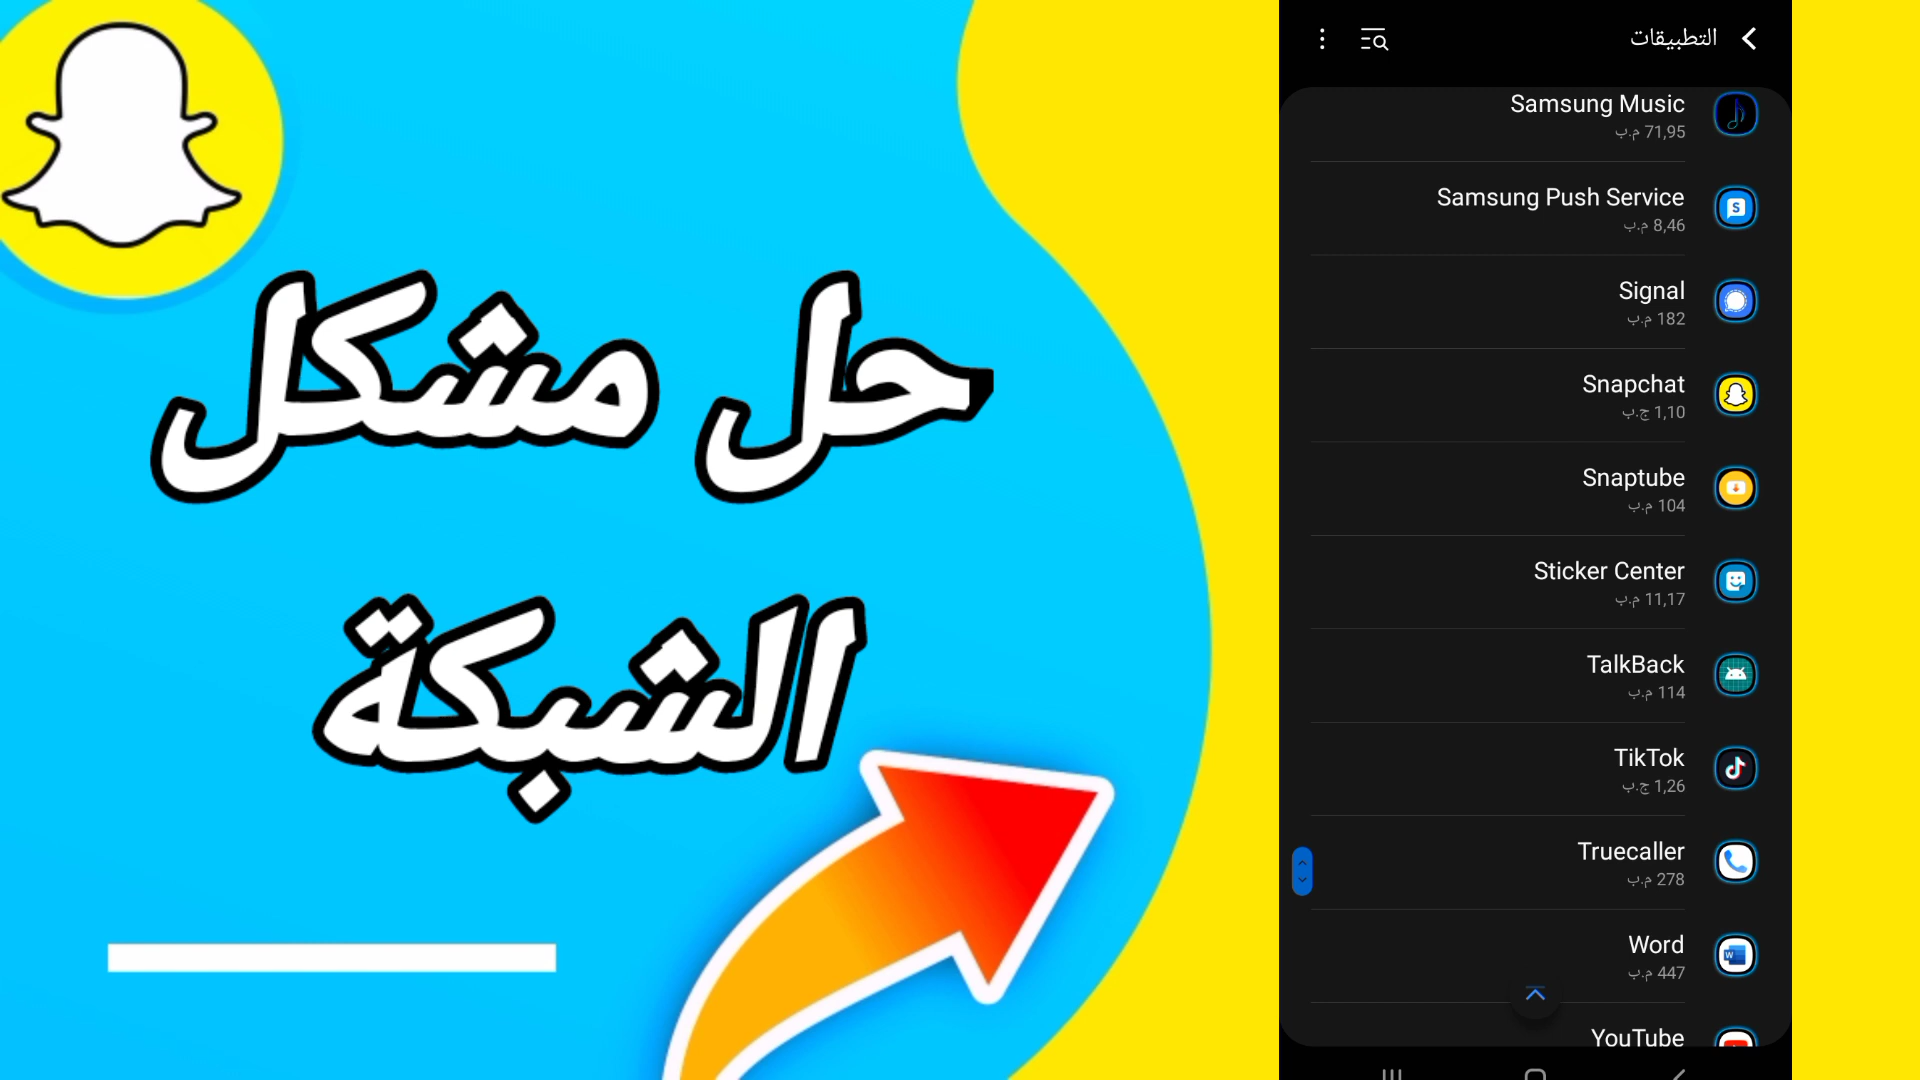 حل مشكل
الشبكة
التطبيقات
Samsung Music
71,95 م.ب
Samsung Push Service
8,46 م.ب
Signal
182 م.ب
Snapchat
1,10 ج.ب
Snaptube
104 م.ب
Sticker Center
11,17 م.ب
TalkBack
114 م.ب
TikTok
1,26 ج.ب
Truecaller
278 م.ب
Word
447 م.ب
YouTube